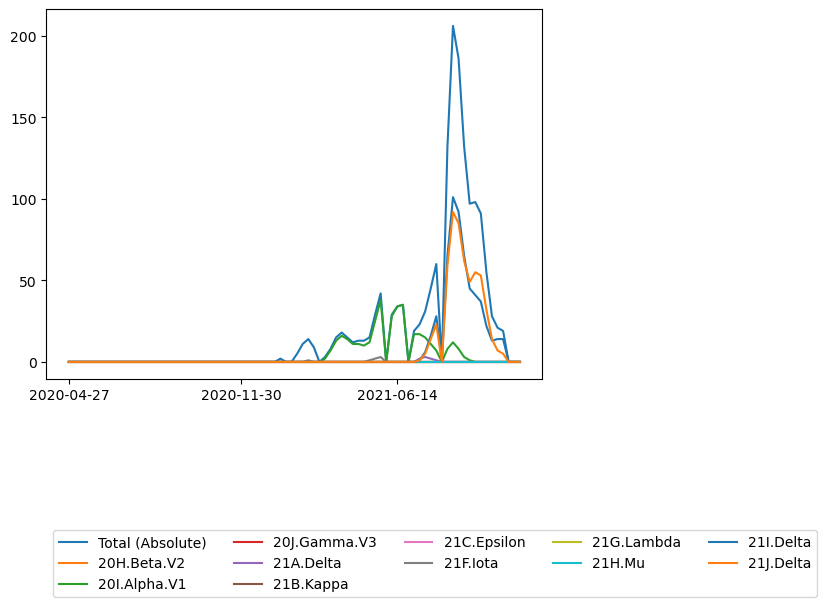 200
150
100
50
0
2020-04-27 2020-11-30 2021-06-14
Total (Absolute) 20J.Gamma.V3 21C.Epsilon 21G.Lambda 21I.Delta
20H.Beta.V2 21A.Delta 21F.Iota 21H.Mu 21J.Delta
20I.Alpha.V1 21B.Kappa